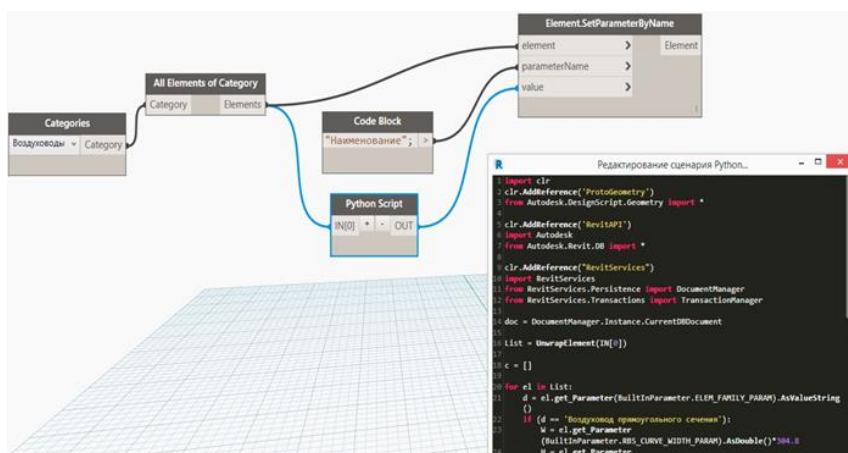 Element.SetParameterByName
element > Element
parameterName >
value >
All Elements of Category
Category Elements
Categories
Воздуховоды Category
Code Block
"Наименование"; >
Python Script
IN[0] + - OUT
R Редактирование сценария Python...
1 import clr
2 clr.AddReference('ProtoGeometry')
3 from Autodesk.DesignScript.Geometry import *
4
5 clr.AddReference('RevitAPI')
6 import Autodesk
7 from Autodesk.Revit.DB import *
8
9 clr.AddReference("RevitServices")
10 import RevitServices
11 from RevitServices.Persistence import DocumentManager
12 from RevitServices.Transactions import TransactionManager
13
14 doc = DocumentManager.Instance.CurrentDBDocument
15
16 List = UnwrapElement(IN[0])
17
18 c = []
19
20 for el in List:
21 d = el.get_Parameter(BuiltInParameter.ELEM_FAMILY_PARAM).AsValueString
()
22 if (d == 'Воздуховод прямоугольного сечения'):
23 W = el.get_Parameter
(BuiltInParameter.RBS_CURVE_WIDTH_PARAM).AsDouble()*304.8
24 = el.get_Parameter